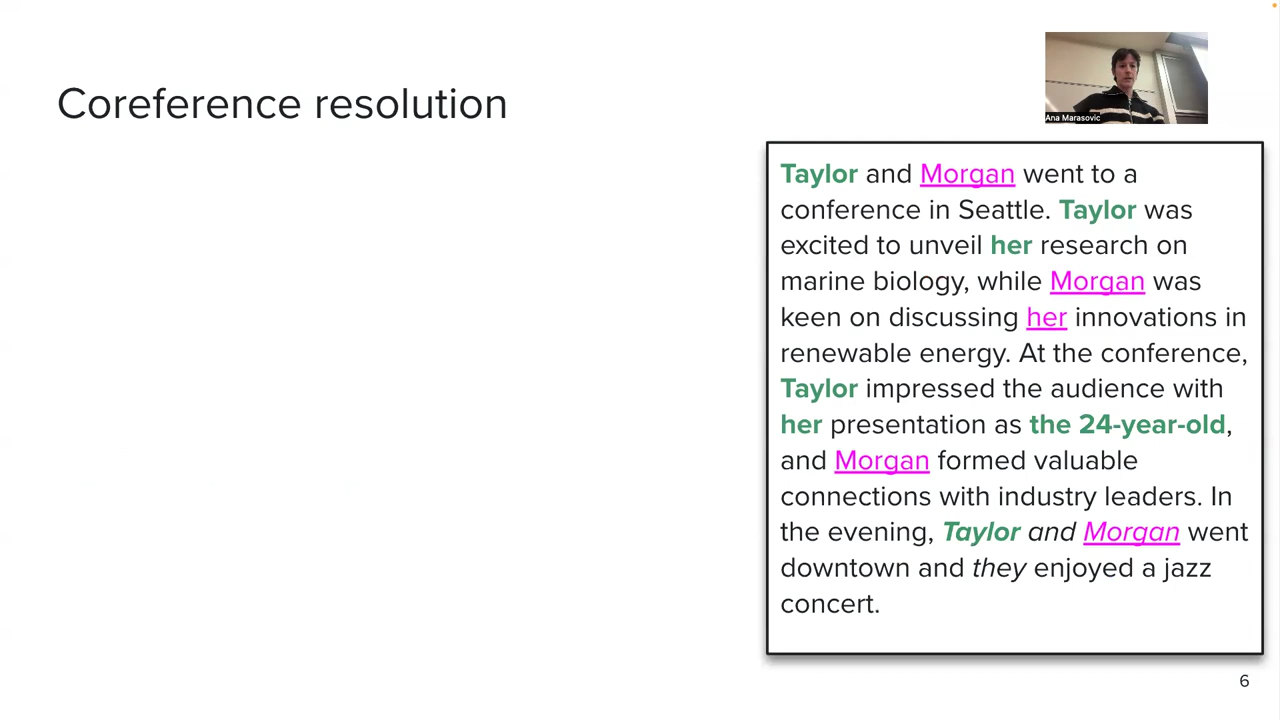 Coreference resolution
Ana Marasovic
Taylor and Morgan went to a
conference in Seattle. Taylor was
excited to unveil her research on
marine biology, while Morgan was
keen on discussing her innovations in
renewable energy. At the conference,
Taylor impressed the audience with
her presentation as the 24-year-old,
and Morgan formed valuable
connections with industry leaders. In
the evening, Taylor and Morgan went
downtown and they enjoyed a jazz
concert.
6